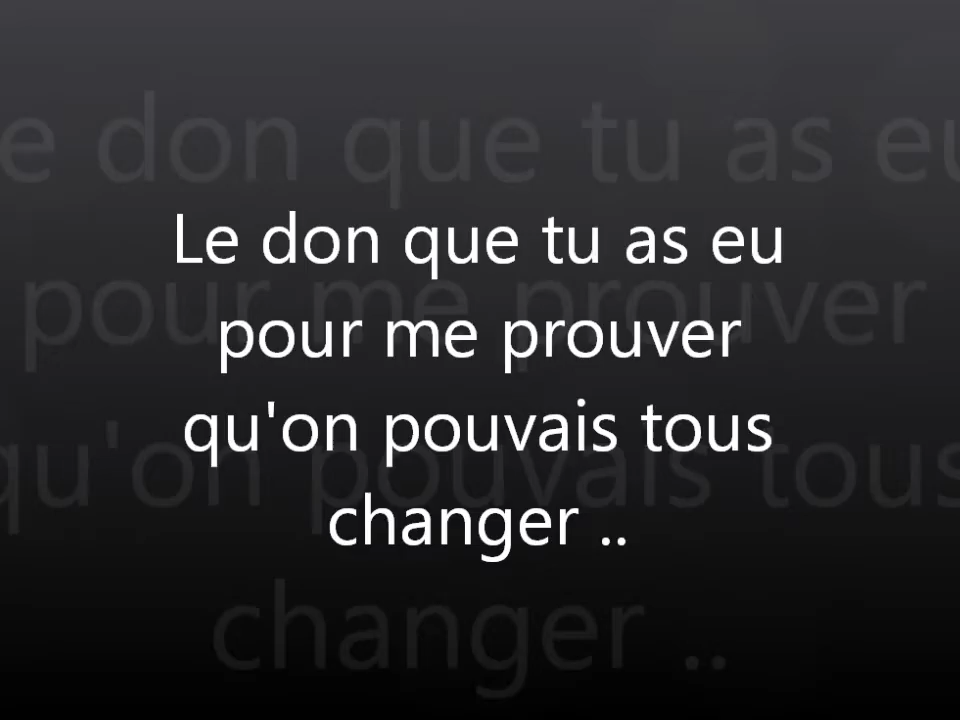 Le don que tu as eu
pour me prouver
qu'on pouvais tous
changer ..